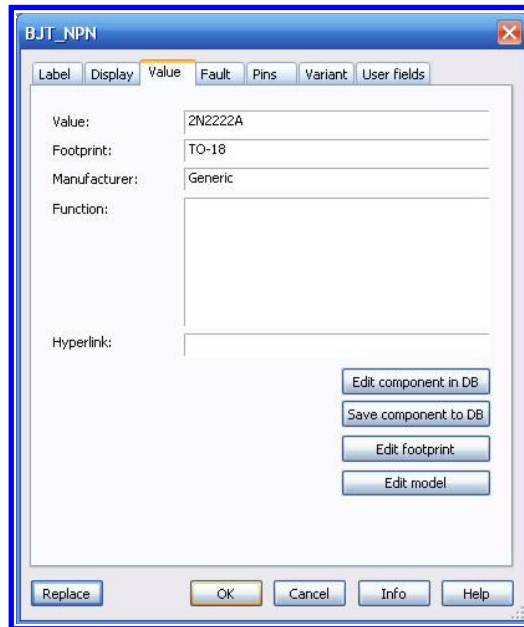 BJT_NPN
Label Display Value Fault Pins Variant User fields
Value: 2N2222A
Footprint: TO-18
Manufacturer: Generic
Function:
Hyperlink:
Edit component in DB
Save component to DB
Edit footprint
Edit model
Replace OK Cancel Info Help